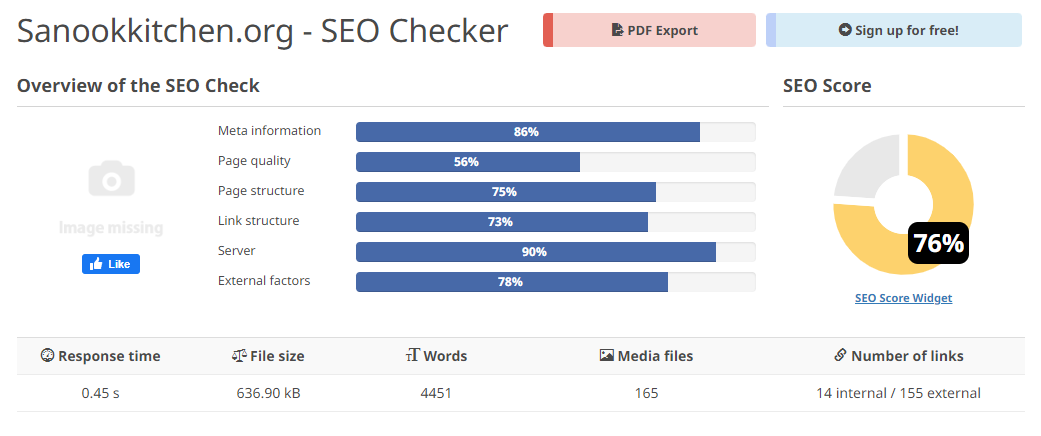 Sanookkitchen.org - SEO Checker
PDF Export
Sign up for free!
Overview of the SEO Check
SEO Score
Image missing
Like
Meta information 86%
Page quality 56%
Page structure 75%
Link structure 73%
Server 90%
External factors 78%
76%
SEO Score Widget
Response time File size Words Media files Number of links
0.45 s 636.90 kB 4451 165 14 internal / 155 external